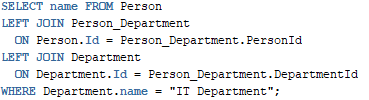 SELECT name FROM Person
LEFT JOIN Person_Department
ON Person.Id = Person_Department.PersonId
LEFT JOIN Department
ON Department.Id = Person_Department.DepartmentId
WHERE Department.name = "IT Department";